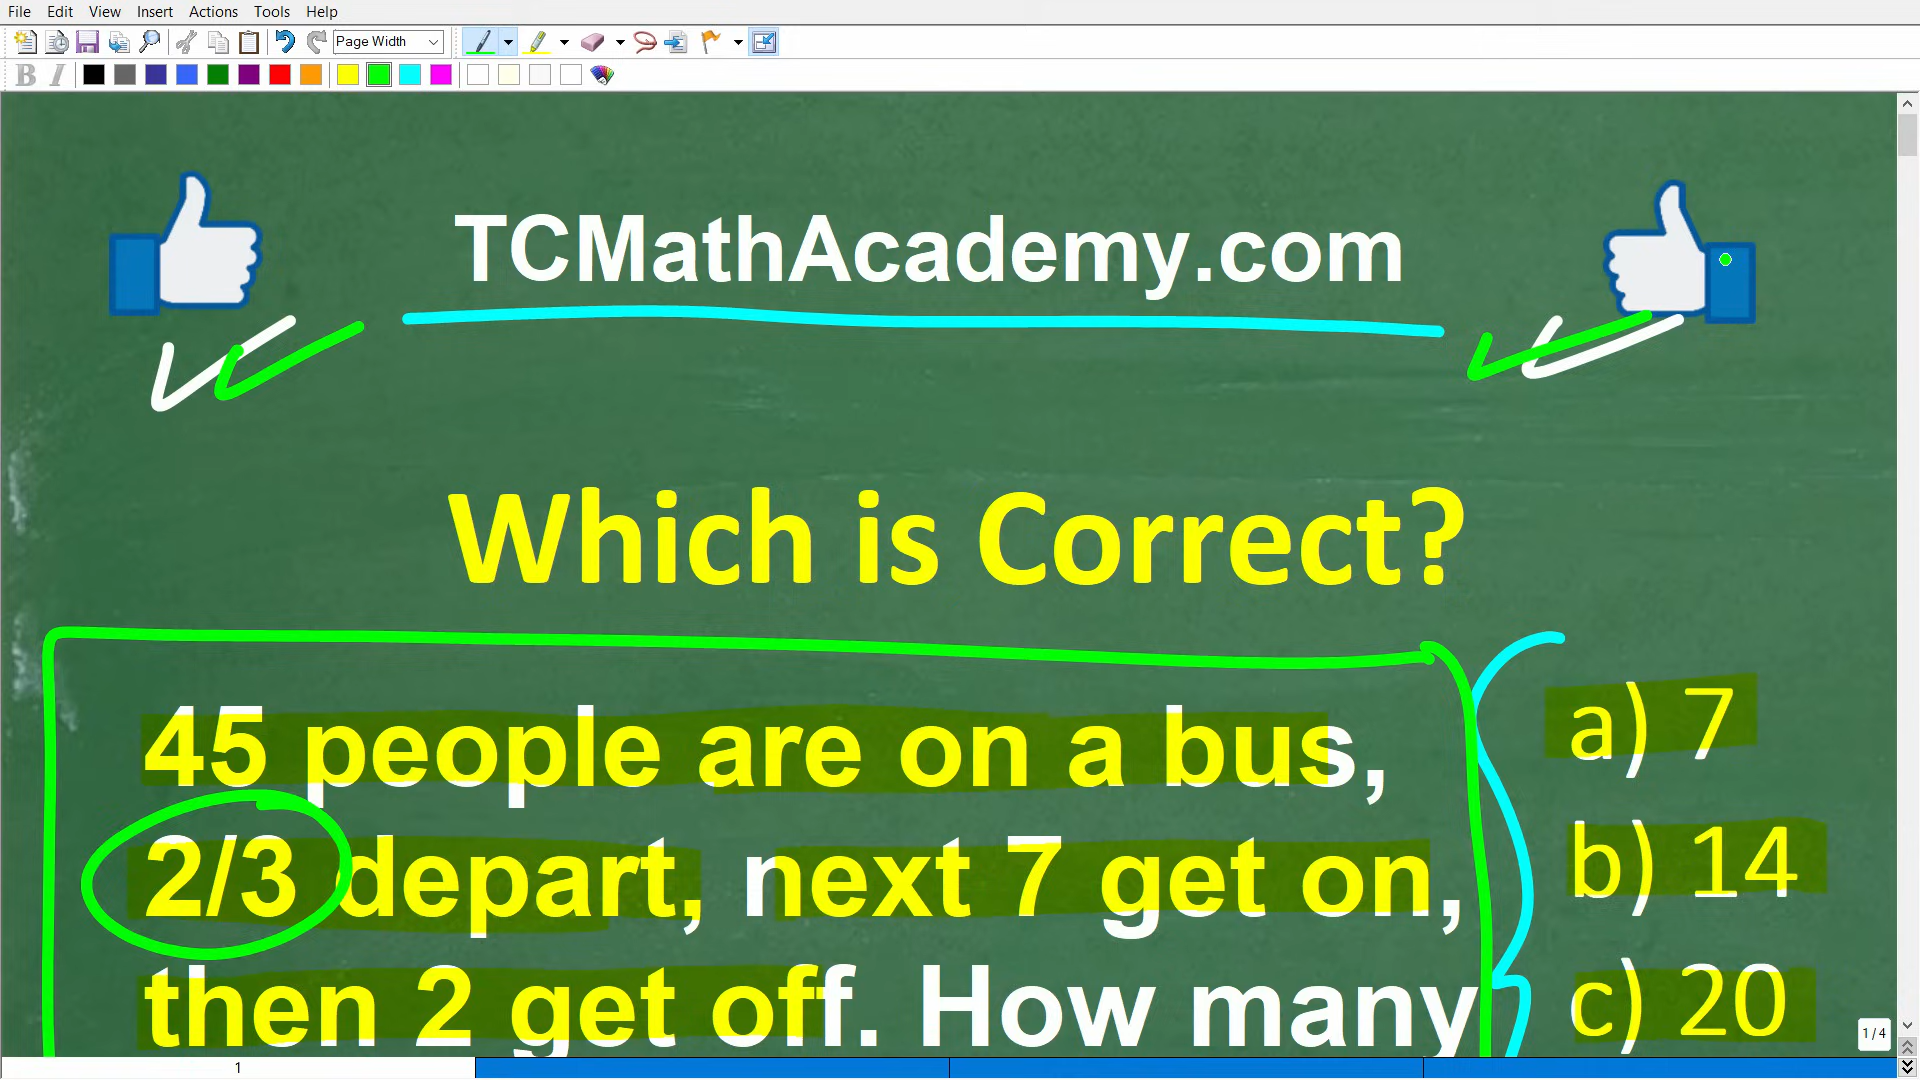 File Edit View Insert Actions Tools Help
Page Width
B I
TCMathAcademy.com
Which is Correct?
45 people are on a bus,
2/3 depart, next 7 get on,
then 2 get off. How many
a) 7
b) 14
c) 20
1 / 4
1